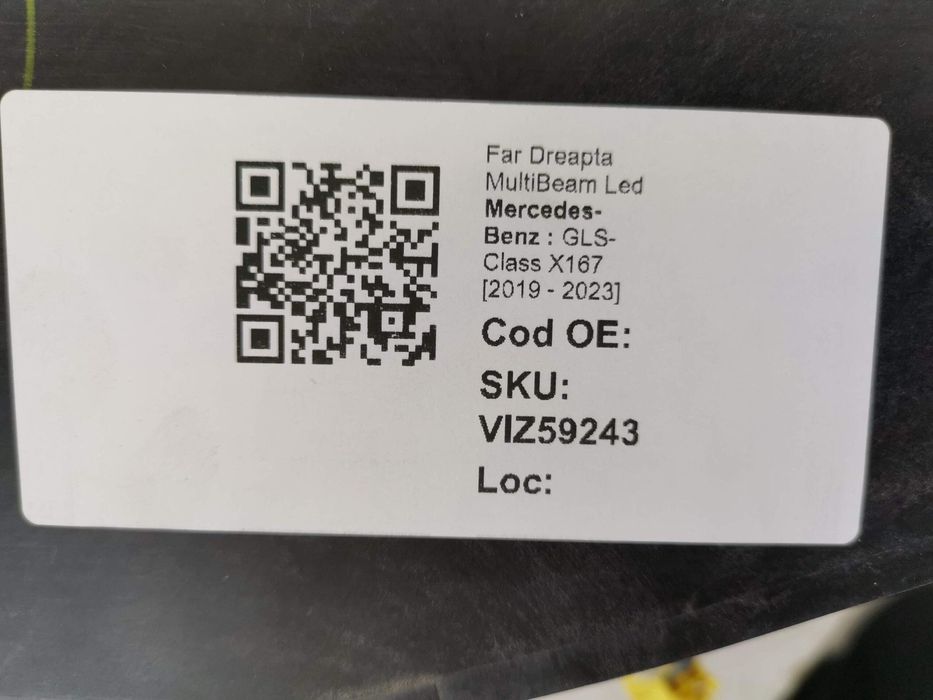 Far Dreapta
MultiBeam Led
Mercedes-
Benz : GLS-
Class X167
[2019 - 2023]
Cod OE:
SKU:
VIZ59243
Loc: